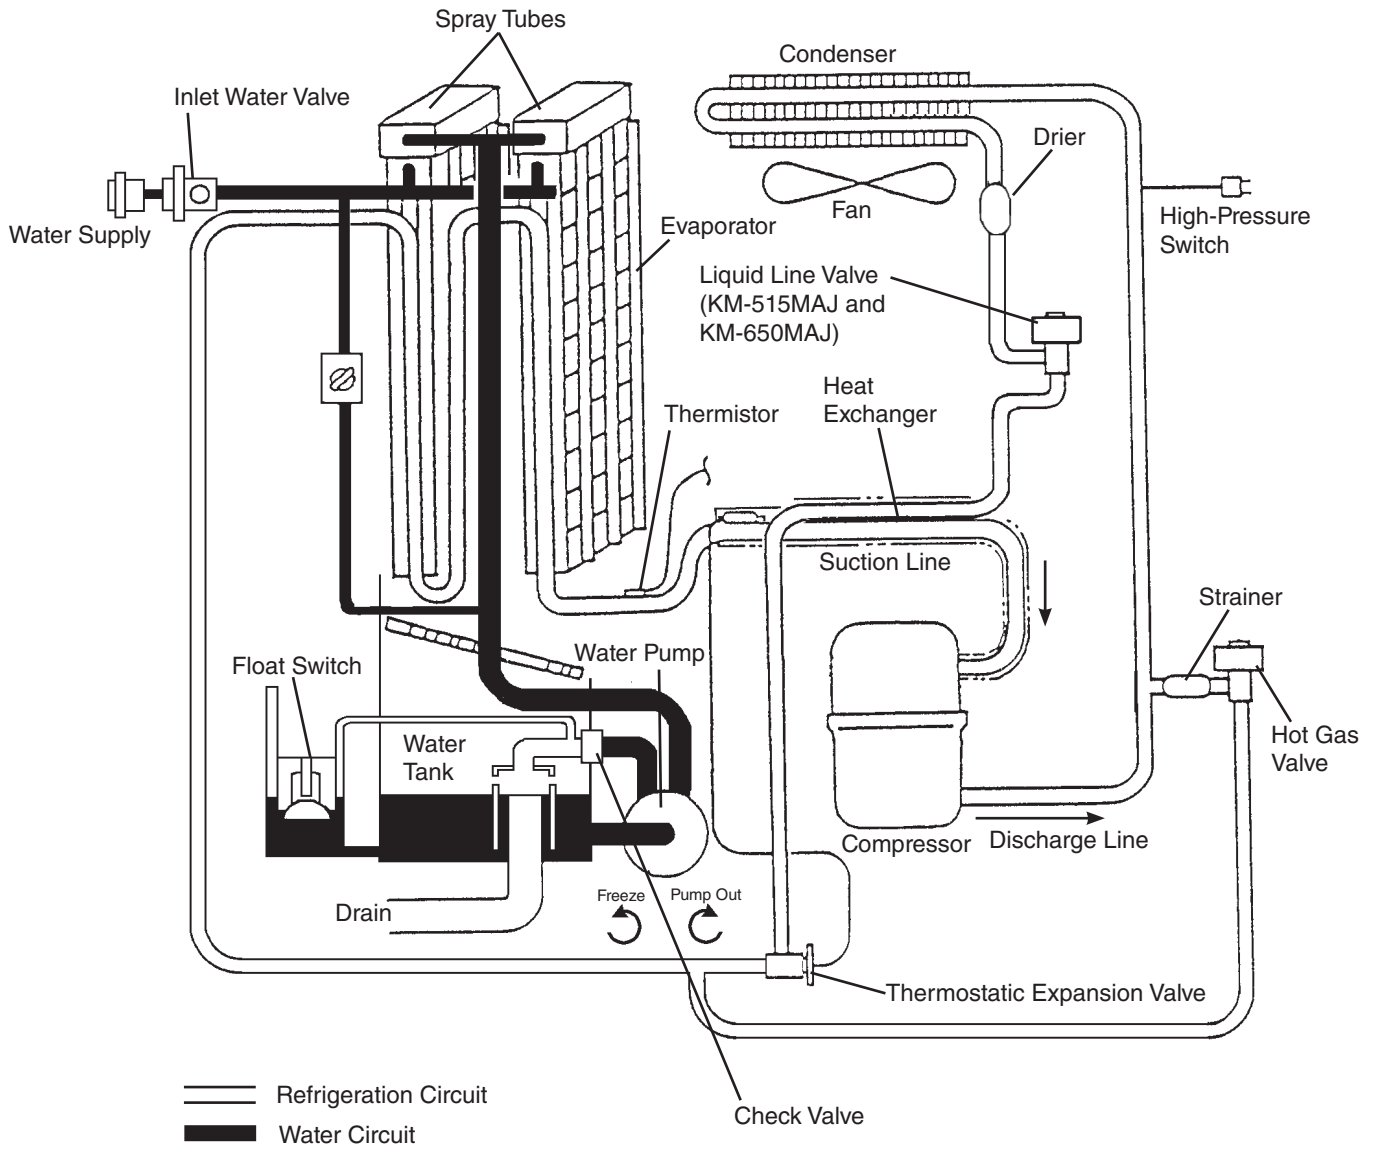 Spray Tubes
Condenser
Inlet Water Valve
Drier
Fan
High-Pressure
Switch
Water Supply
Evaporator
Liquid Line Valve
(KM-515MAJ and
KM-650MAJ)
Heat
Exchanger
Thermistor
Suction Line
Strainer
Float Switch
Water Pump
Water
Tank
Hot Gas
Valve
Compressor
Discharge Line
Drain
Freeze
Pump Out
Thermostatic Expansion Valve
Refrigeration Circuit
Check Valve
Water Circuit